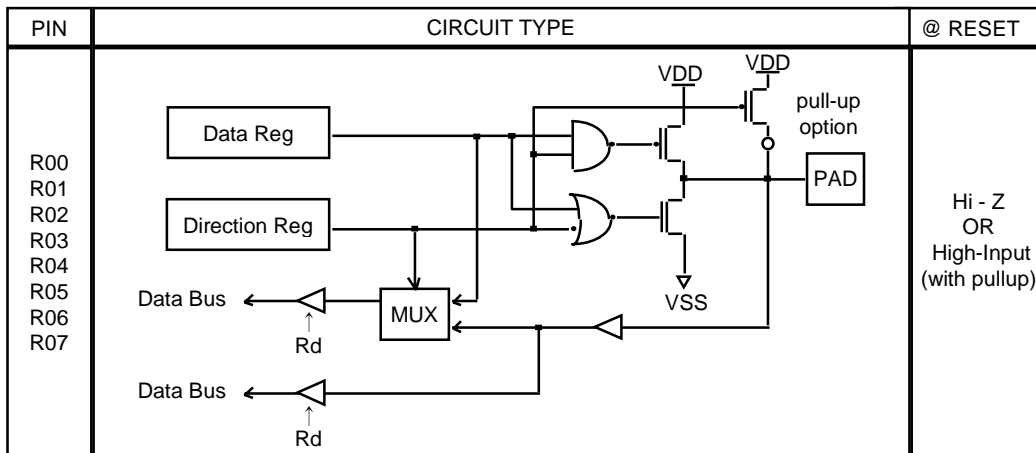 PIN
CIRCUIT TYPE
@ RESET
R00
R01
R02
R03
R04
R05
R06
R07
VDD
VDD
pull-up
option
Data Reg
PAD
Direction Reg
Data Bus
MUX
VSS
Rd
Data Bus
Rd
Hi - Z
OR
High-Input
(with pullup)